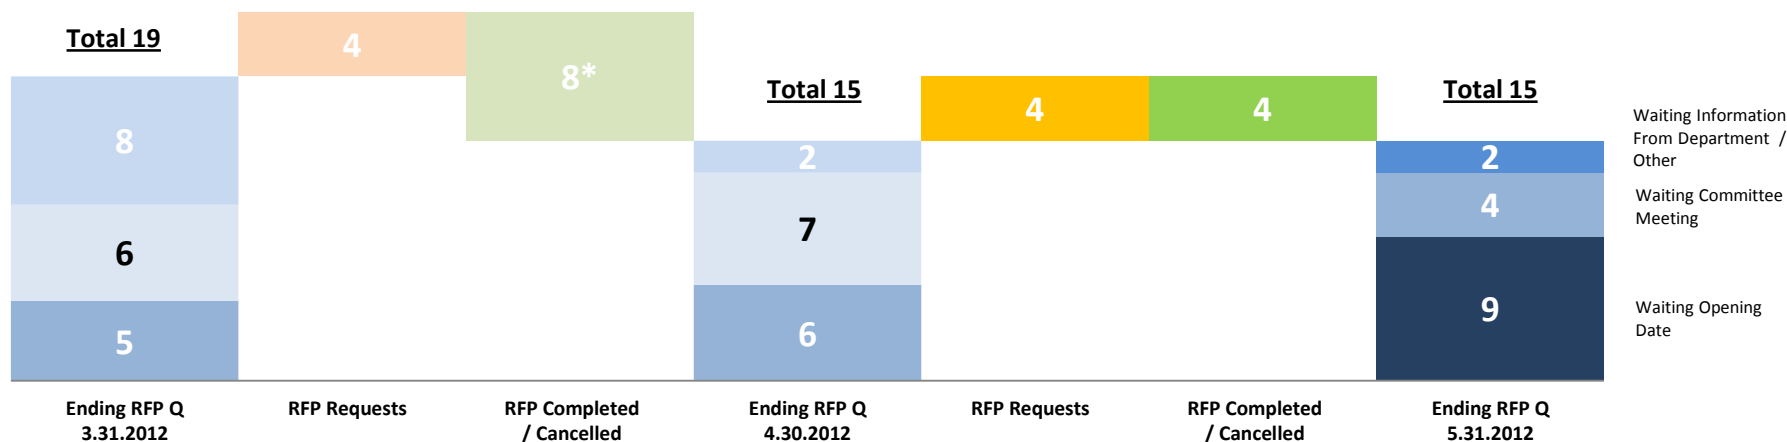 Total 19
4
8*
Total 15
4
4
Total 15
8
6
5
2
7
6
2
4
9
Waiting Information
From Department /
Other
Waiting Committee
Meeting
Waiting Opening
Date
Ending RFP Q
3.31.2012
RFP Requests
RFP Completed
/ Cancelled
Ending RFP Q
4.30.2012
RFP Requests
RFP Completed
/ Cancelled
Ending RFP Q
5.31.2012